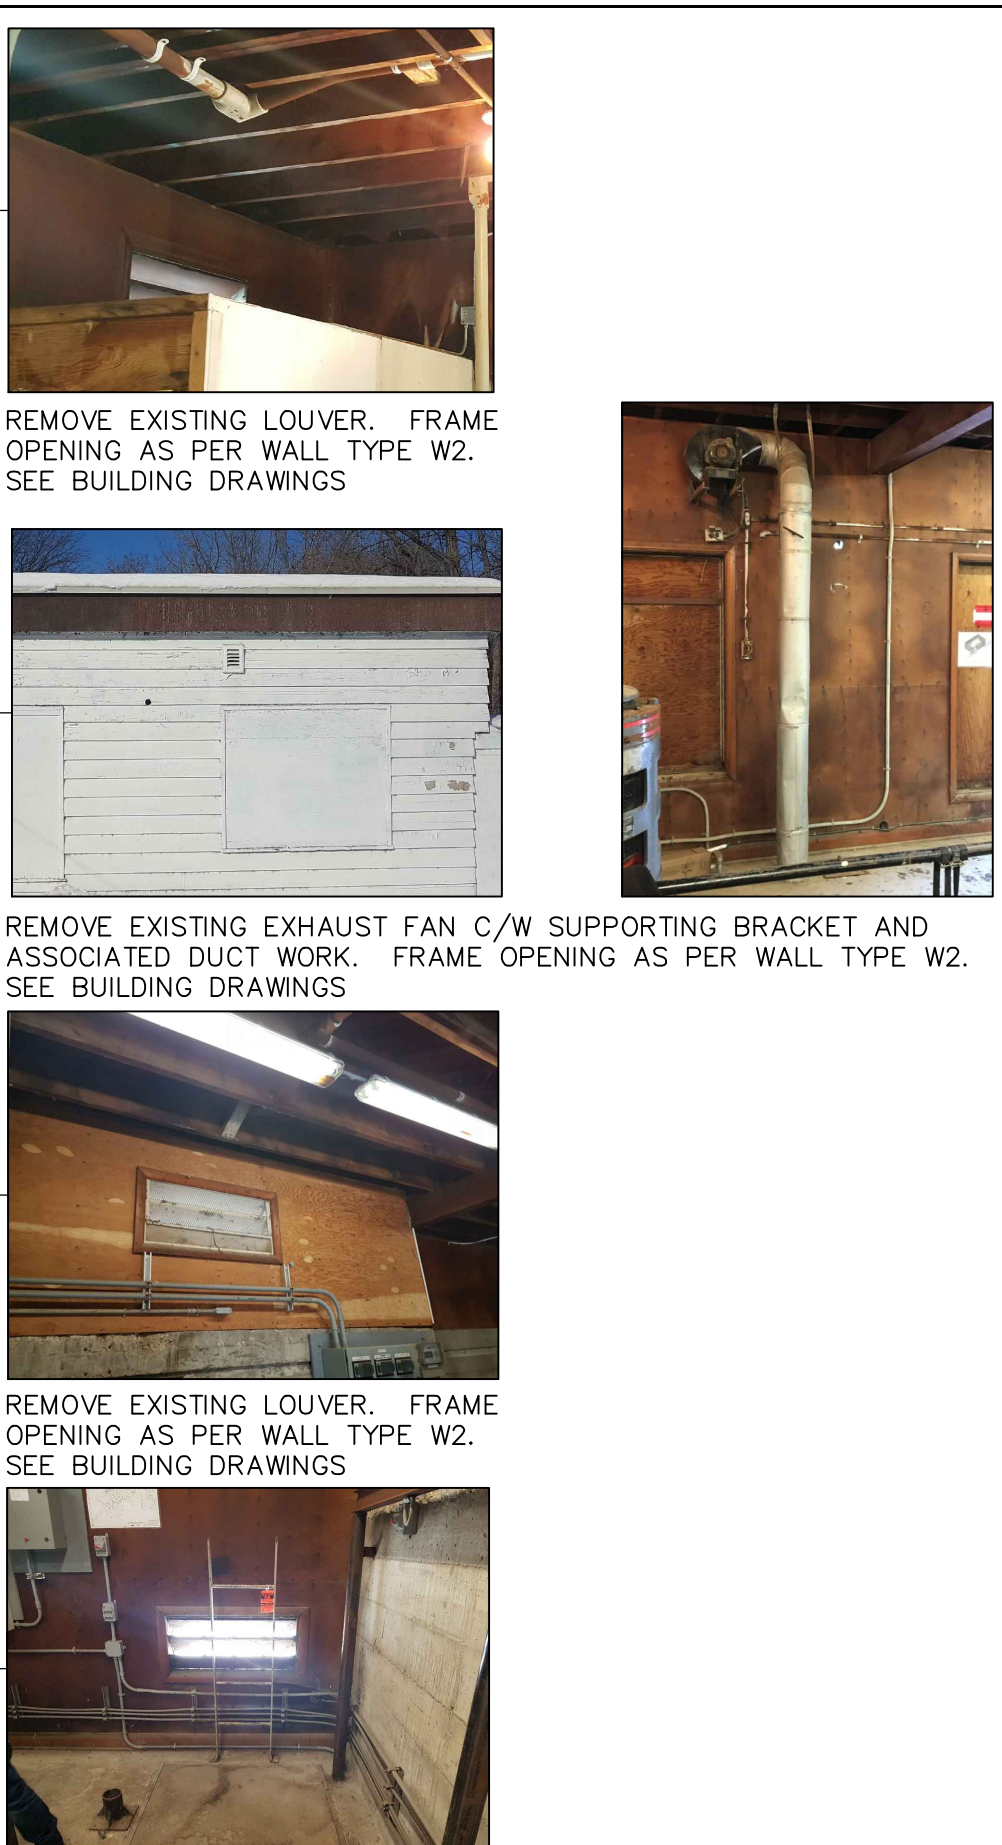 REMOVE EXISTING LOUVER. FRAME
OPENING AS PER WALL TYPE W2.
SEE BUILDING DRAWINGS
REMOVE EXISTING EXHAUST FAN C/W SUPPORTING BRACKET AND
ASSOCIATED DUCT WORK. FRAME OPENING AS PER WALL TYPE W2.
SEE BUILDING DRAWINGS
REMOVE EXISTING LOUVER. FRAME
OPENING AS PER WALL TYPE W2.
SEE BUILDING DRAWINGS